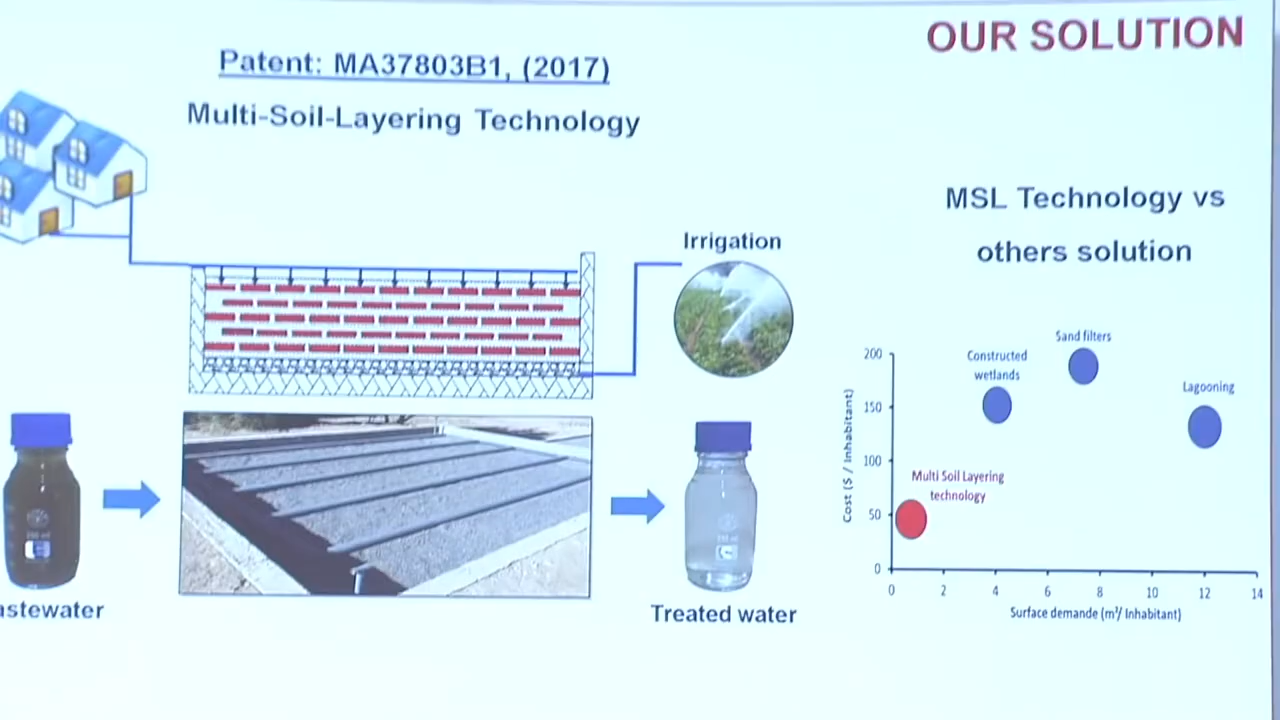 OUR SOLUTION
Patent: MA37803B1, (2017)
Multi-Soil-Layering Technology
MSL Technology vs
others solution
Irrigation
astewater
Treated water
Sand filters
Constructed
wetlands
Lagooning
Multi Soil Layering
technology
Cost ($ / Inhabitant)
200
150
100
50
0
0 2 4 6 8 10 12 14
Surface demande (m²/ Inhabitant)